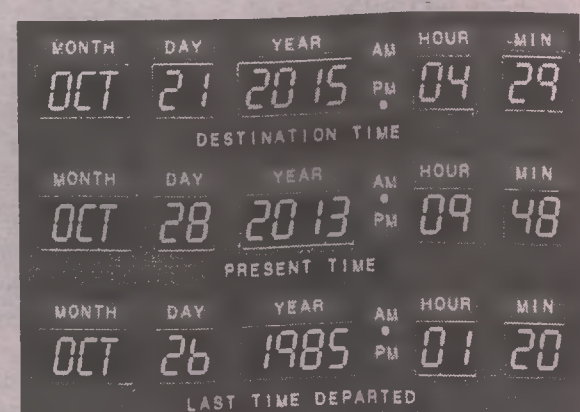 MONTH DAY YEAR AM HOUR MIN
OCT 21 2015 PM 04 29
DESTINATION TIME
MONTH DAY YEAR AM HOUR MIN
OCT 28 2013 PM 09 48
PRESENT TIME
MONTH DAY YEAR AM HOUR MIN
OCT 26 1985 PM 01 20
LAST TIME DEPARTED